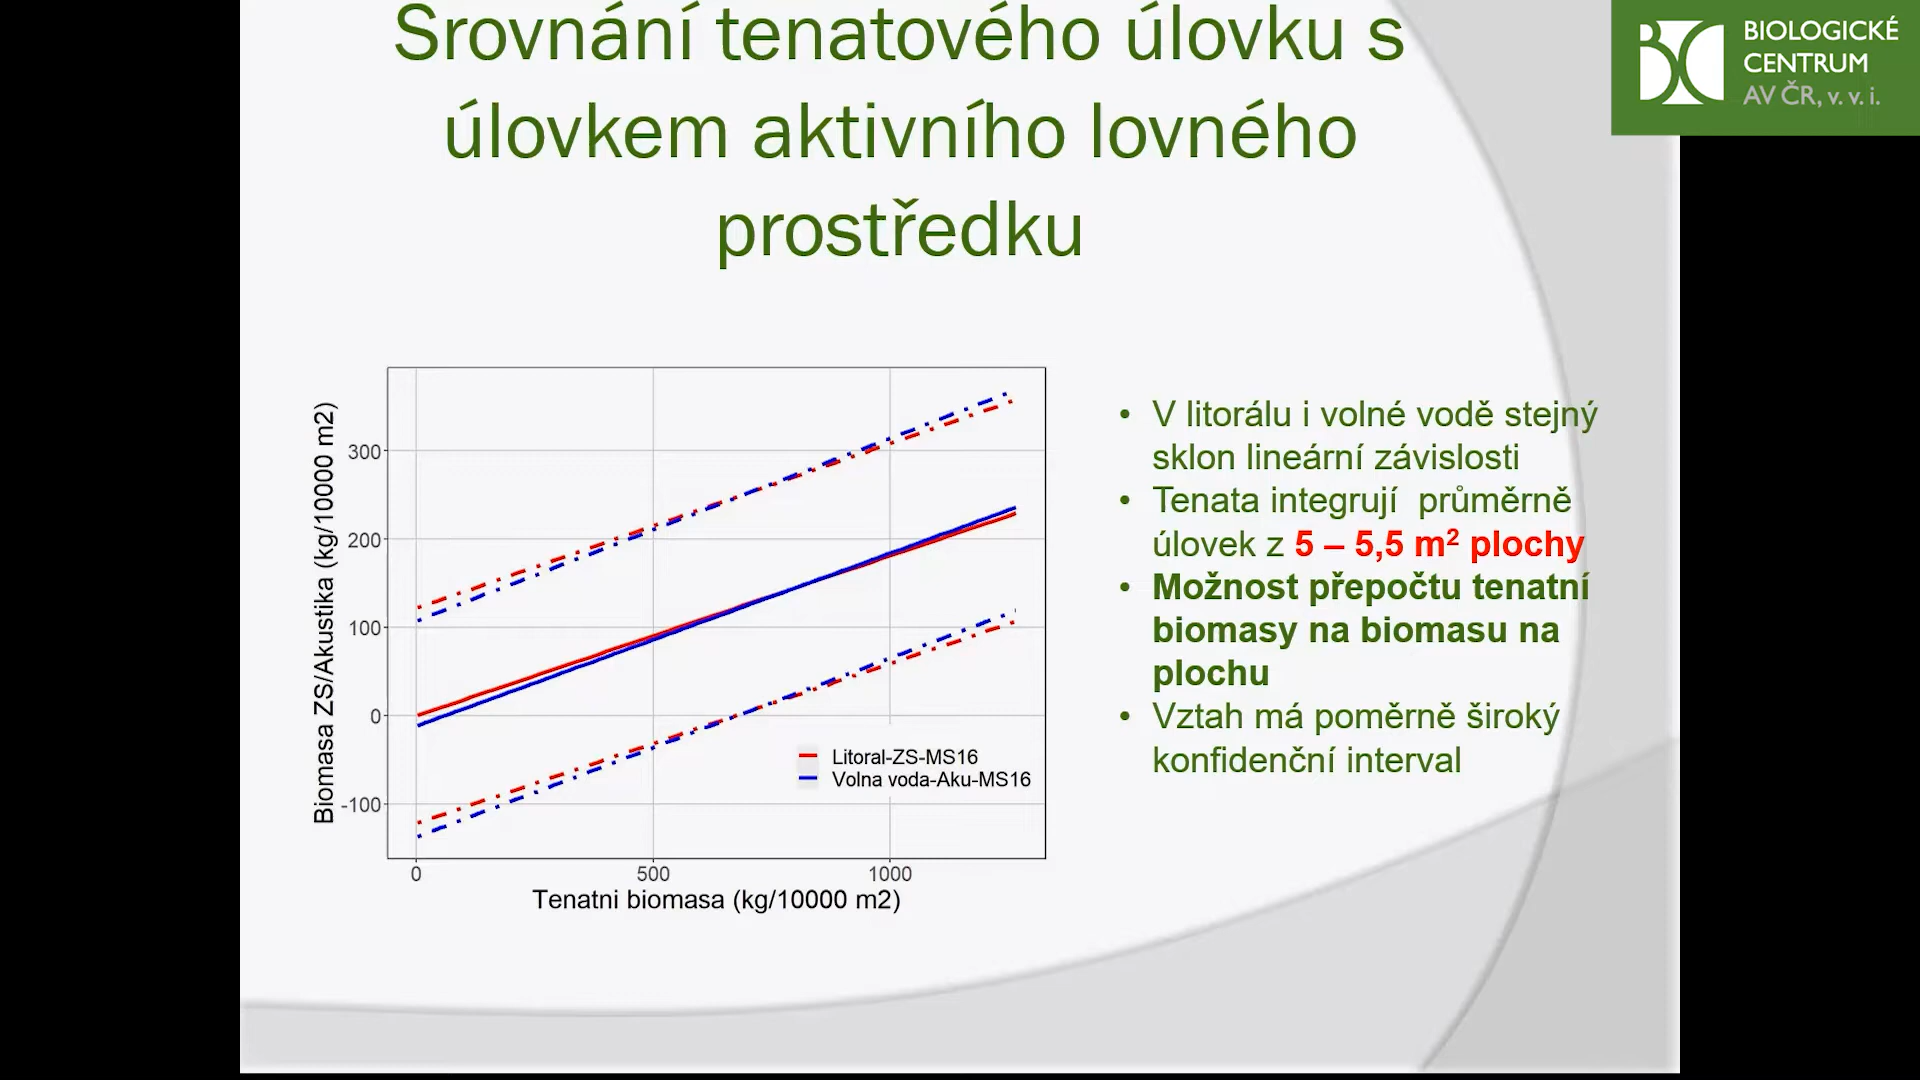 Srovnání tenatového úlovku s
úlovkem aktivního lovného
prostředku
BIOLOGICKÉ
CENTRUM
AV ČR, v. v. i.
Biomasa ZS/Akustika (kg/10000 m2)
300
200
100
0
-100
Litoral-ZS-MS16
Volna voda-Aku-MS16
0 500 1000
Tenatni biomasa (kg/10000 m2)
• V litorálu i volné vodě stejný
sklon lineární závislosti
• Tenata integrují průměrně
úlovek z 5 – 5,5 m² plochy
• Možnost přepočtu tenatní
biomasy na biomasu na
plochu
• Vztah má poměrně široký
konfidenční interval